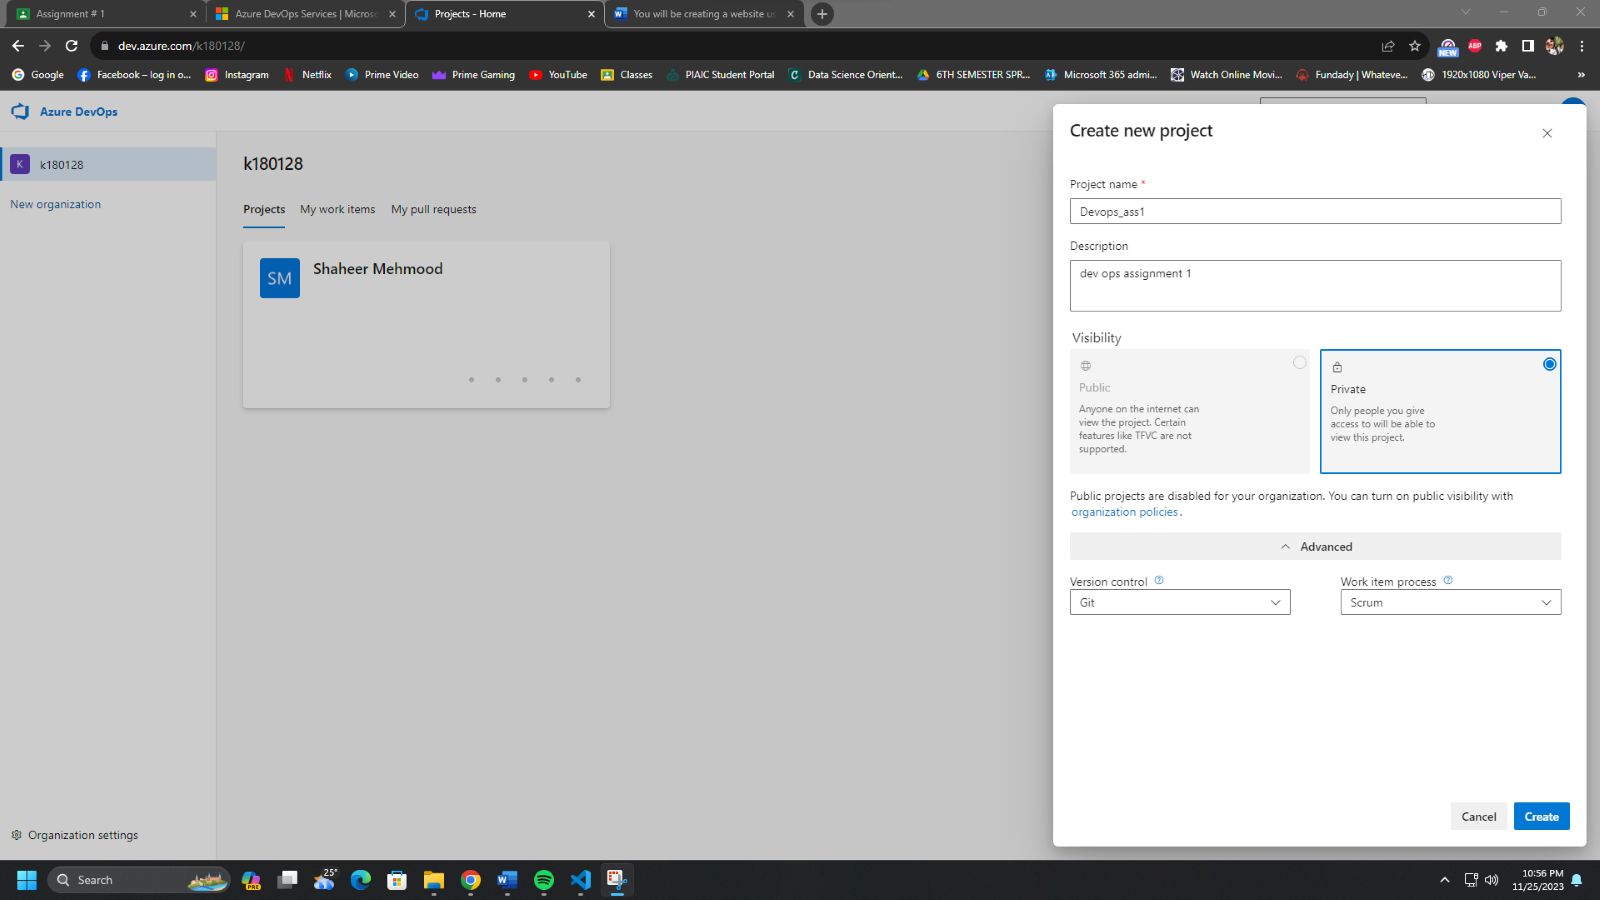 Assignment # 1
Azure DevOps Services | Microso
Projects - Home
You will be creating a website us
dev.azure.com/k180128/
NEW
ABP
Google
Facebook – log in o...
Instagram
Netflix
Prime Video
Prime Gaming
YouTube
Classes
PIAIC Student Portal
Data Science Orient...
6TH SEMESTER SPR...
Microsoft 365 admi...
Watch Online Movi...
Fundady | Whateve...
1920x1080 Viper Va...
»
Azure DevOps
K k180128
New organization
Organization settings
k180128
Projects
My work items
My pull requests
SM
Shaheer Mehmood
Create new project
Project name *
Devops_ass1
Description
dev ops assignment 1
Visibility
Public
Anyone on the internet can
view the project. Certain
features like TFVC are not
supported.
Private
Only people you give
access to will be able to
view this project.
Public projects are disabled for your organization. You can turn on public visibility with
organization policies.
Advanced
Version control
Git
Work item process
Scrum
Cancel
Create
Search
PRE
25°
10:56 PM
11/25/2023